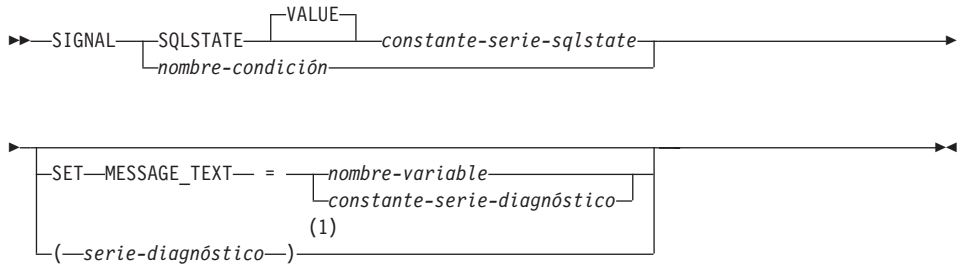 VALUE
SIGNAL SQLSTATE constante-serie-sqlstate
nombre-condición
SET MESSAGE_TEXT = nombre-variable
constante-serie-diagnóstico
(1)
( serie-diagnóstico )